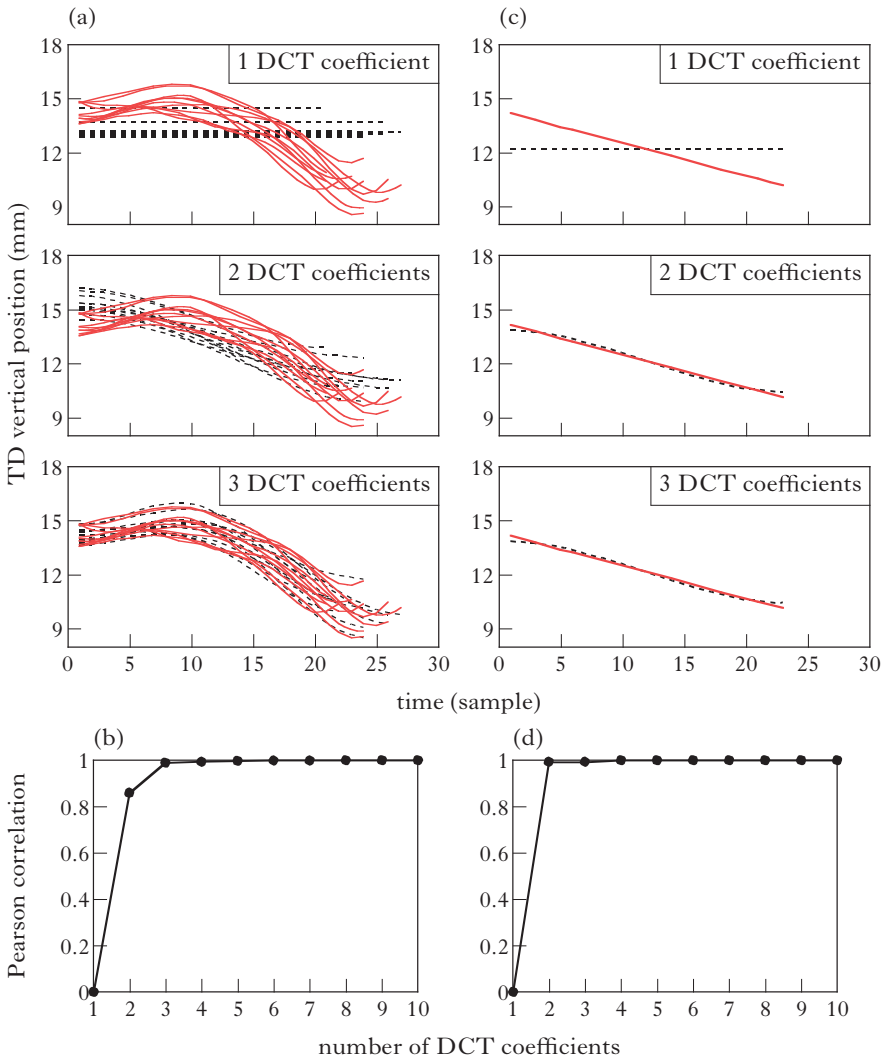 (a)
(c)
18
15
12
9
1 DCT coefficient
18
15
12
9
1 DCT coefficient
18
15
12
9
2 DCT coefficients
18
15
12
9
2 DCT coefficients
18
15
12
9
3 DCT coefficients
18
15
12
9
3 DCT coefficients
TD vertical position (mm)
0 5 10 15 20 25 30
0 5 10 15 20 25 30
time (sample)
(b)
(d)
1
0.8
0.6
0.4
0.2
0
1
0.8
0.6
0.4
0.2
0
Pearson correlation
1 2 3 4 5 6 7 8 9 10
1 2 3 4 5 6 7 8 9 10
number of DCT coefficients